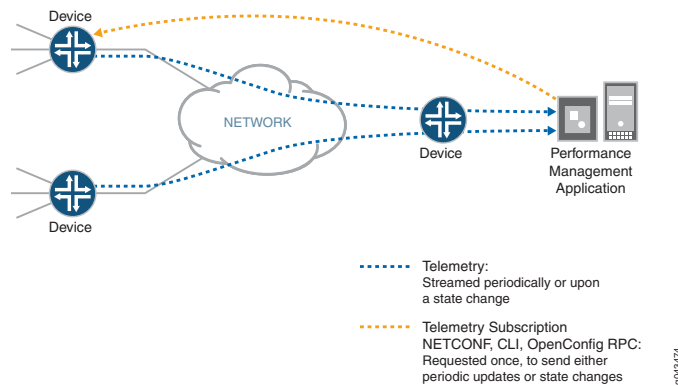 Device
NETWORK
Device
Performance
Management
Application
Device
Telemetry:
Streamed periodically or upon
a state change
Telemetry Subscription
NETCONF, CLI, OpenConfig RPC:
Requested once, to send either
periodic updates or state changes
g043474